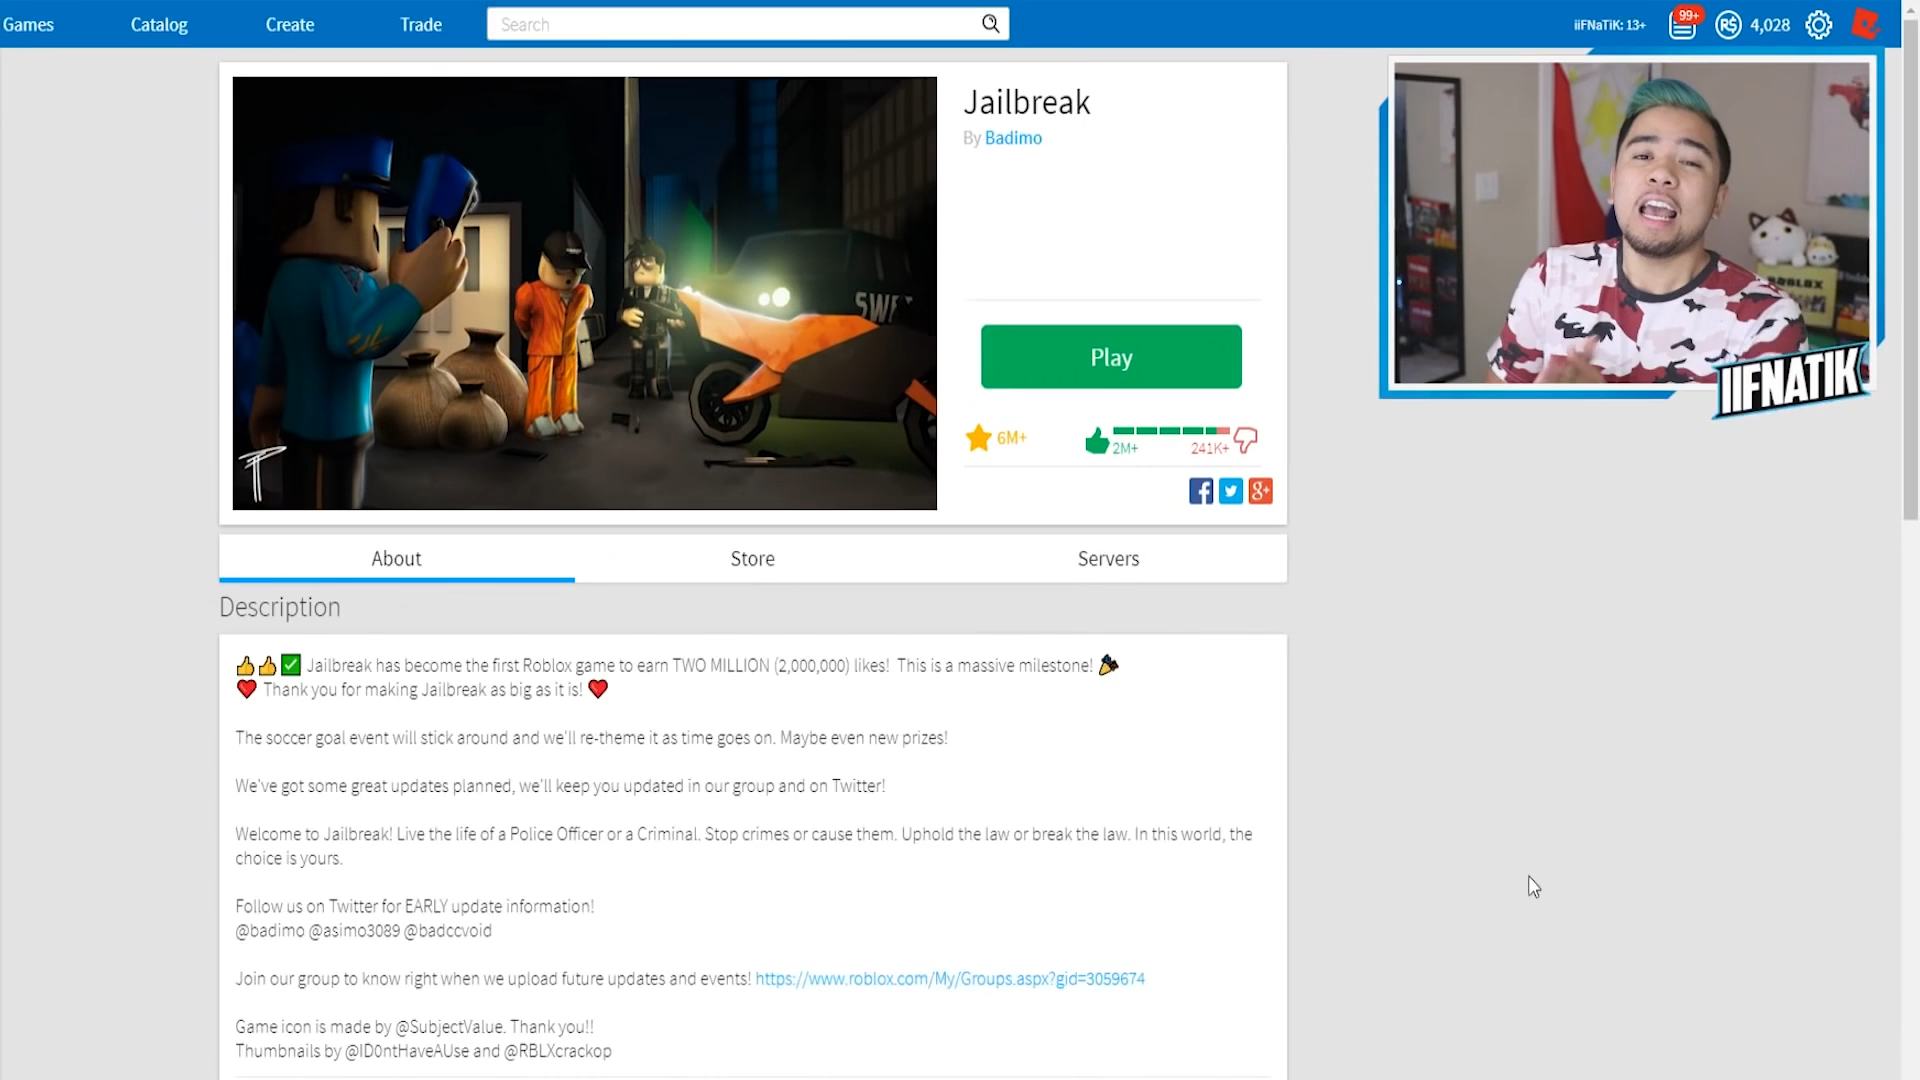 Games Catalog Create Trade Search iiFNaTiK: 13+ 99+ R$ 4,028
Jailbreak
By Badimo
SWAT
Play
6M+ 2M+ 241K+
IIFNATIK
ROBLOX
About Store Servers
Description
Jailbreak has become the first Roblox game to earn TWO MILLION (2,000,000) likes! This is a massive milestone!
Thank you for making Jailbreak as big as it is!
The soccer goal event will stick around and we'll re-theme it as time goes on. Maybe even new prizes!
We've got some great updates planned, we'll keep you updated in our group and on Twitter!
Welcome to Jailbreak! Live the life of a Police Officer or a Criminal. Stop crimes or cause them. Uphold the law or break the law. In this world, the
choice is yours.
Follow us on Twitter for EARLY update information!
@badimo @asimo3089 @badccvoid
Join our group to know right when we upload future updates and events! https://www.roblox.com/My/Groups.aspx?gid=3059674
Game icon is made by @SubjectValue. Thank you!!
Thumbnails by @ID0ntHaveAUse and @RBLXcrackop